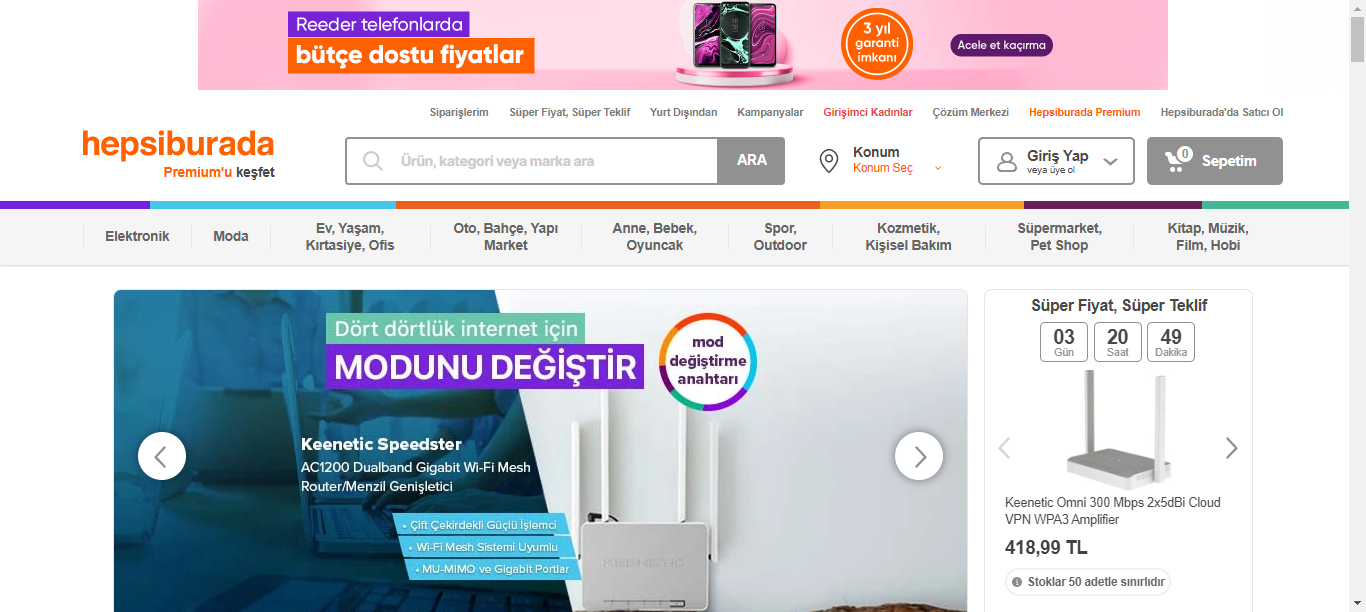 Reeder telefonlarda
bütçe dostu fiyatlar
3 yıl
garanti
imkanı
Acele et kaçırma
Siparişlerim
Süper Fiyat, Süper Teklif
Yurt Dışından
Kampanyalar
Girişimci Kadınlar
Çözüm Merkezi
Hepsiburada Premium
Hepsiburada'da Satıcı Ol
hepsiburada
Premium'u keşfet
Ürün, kategori veya marka ara
ARA
Konum
Konum Seç
Giriş Yap
veya üye ol
0
Sepetim
Elektronik
Moda
Ev, Yaşam,
Kırtasiye, Ofis
Oto, Bahçe, Yapı
Market
Anne, Bebek,
Oyuncak
Spor,
Outdoor
Kozmetik,
Kişisel Bakım
Süpermarket,
Pet Shop
Kitap, Müzik,
Film, Hobi
Dört dörtlük internet için
MODUNU DEĞİŞTİR
mod
değiştirme
anahtarı
Keenetic Speedster
AC1200 Dualband Gigabit Wi-Fi Mesh
Router/Menzil Genişletici
• Çift Çekirdekli Güçlü İşlemci
• Wi-Fi Mesh Sistemi Uyumlu
• MU-MIMO ve Gigabit Portlar
KEENETIC
Süper Fiyat, Süper Teklif
03
Gün
20
Saat
49
Dakika
Keenetic Omni 300 Mbps 2x5dBi Cloud
VPN WPA3 Amplifier
418,99 TL
Stoklar 50 adetle sınırlıdır